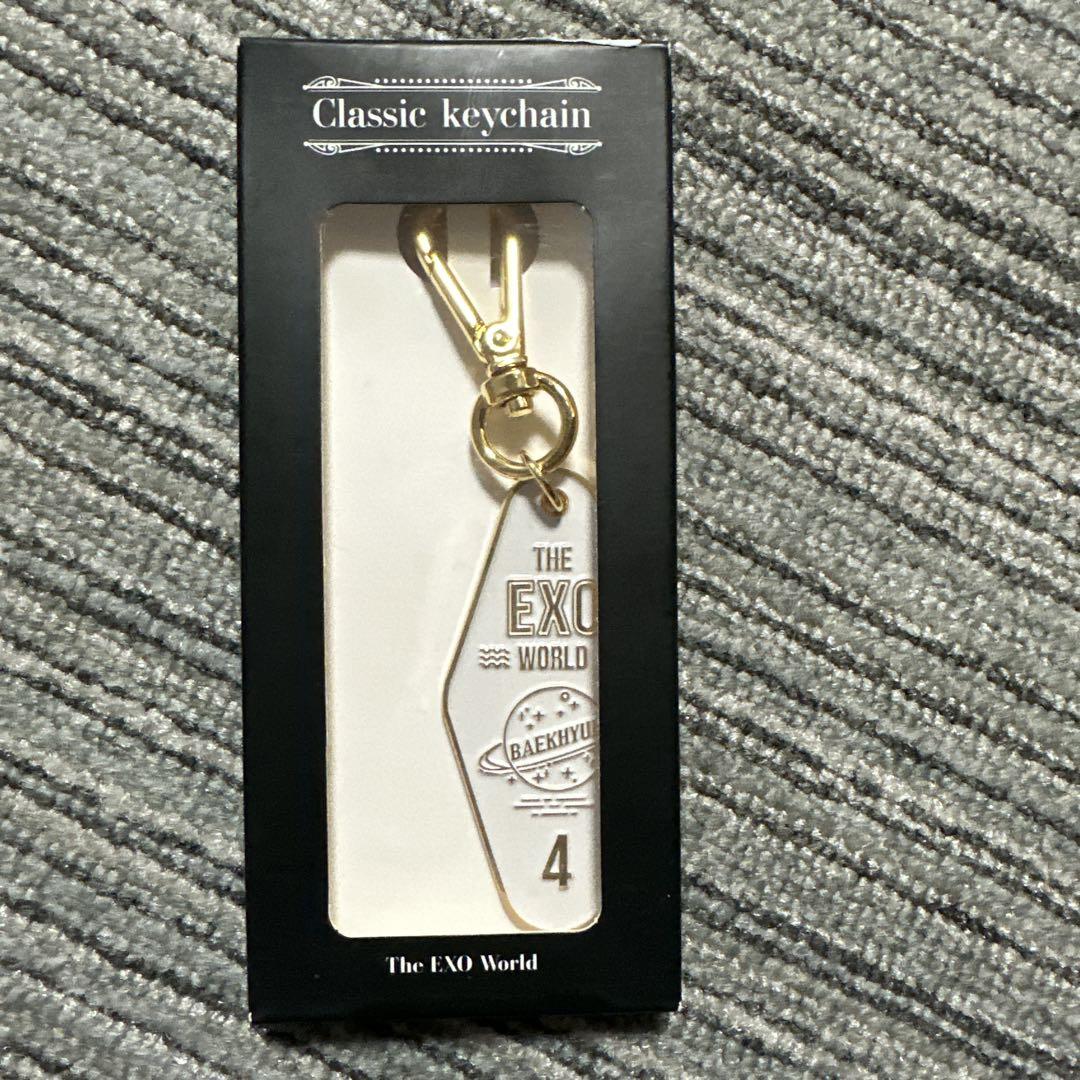 Classic keychain
THE
EXO
WORLD
BAEKHYU
4
The EXO World